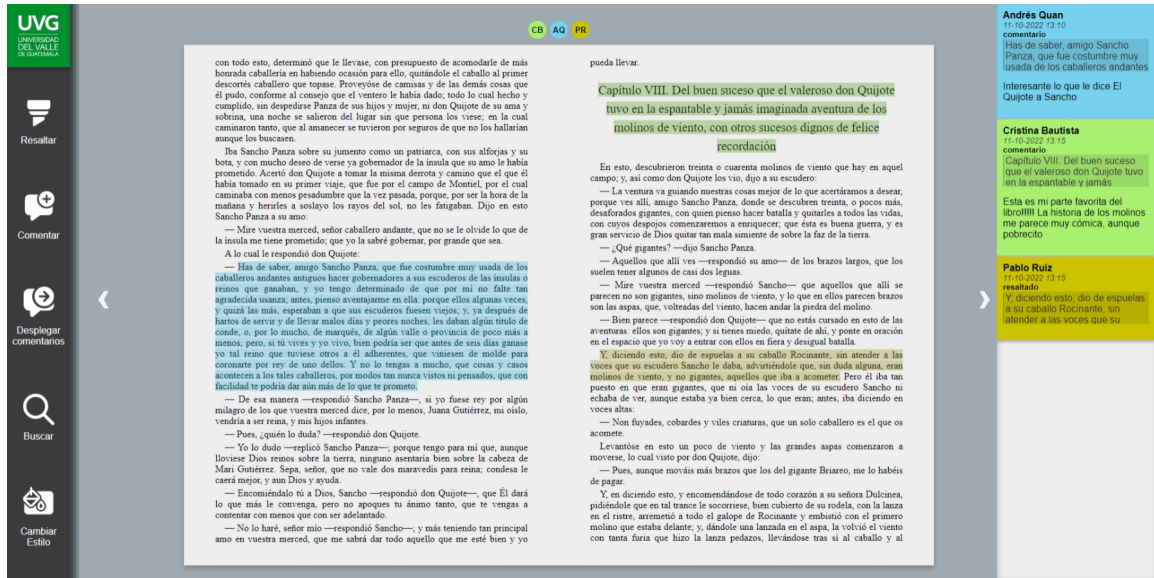 UVG
UNIVERSIDAD
DEL VALLE
DE GUATEMALA
Resaltar
Comentar
Desplegar
comentarios
Buscar
Cambiar
Estilo
CB AQ PR
con todo esto, determinó que le llevase, con presupuesto de acomodarle de más
honrada caballería en habiendo ocasión para ello, quitándole el caballo al primer
descortés caballero que topase. Proveyóse de camisas y de las demás cosas que
él pudo, conforme al consejo que el ventero le había dado; todo lo cual hecho y
cumplido, sin despedirse Panza de sus hijos y mujer, ni don Quijote de su ama y
sobrina, una noche se salieron del lugar sin que persona los viese; en la cual
caminaron tanto, que al amanecer se tuvieron por seguros de que no los hallarían
aunque los buscasen.
Iba Sancho Panza sobre su jumento como un patriarca, con sus alforjas y su
bota, y con mucho deseo de verse ya gobernador de la ínsula que su amo le había
prometido. Acertó don Quijote a tomar la misma derrota y camino que el que él
había tomado en su primer viaje, que fue por el campo de Montiel, por el cual
caminaba con menos pesadumbre que la vez pasada, porque, por ser la hora de la
mañana y herirles a soslayo los rayos del sol, no les fatigaban. Dijo en esto
Sancho Panza a su amo:
— Mire vuestra merced, señor caballero andante, que no se le olvide lo que de
la ínsula me tiene prometido; que yo la sabré gobernar, por grande que sea.
A lo cual le respondió don Quijote:
— Has de saber, amigo Sancho Panza, que fue costumbre muy usada de los
caballeros andantes antiguos hacer gobernadores a sus escuderos de las ínsulas o
reinos que ganaban, y yo tengo determinado de que por mí no falte tan
agradecida usanza; antes, pienso aventajarme en ella: porque ellos algunas veces,
y quizá las más, esperaban a que sus escuderos fuesen viejos; y, ya después de
hartos de servir y de llevar malos días y peores noches, les daban algún título de
conde, o, por lo mucho, de marqués, de algún valle o provincia de poco más a
menos; pero, si tú vives y yo vivo, bien podría ser que antes de seis días ganase
yo tal reino que tuviese otros a él adherentes, que viniesen de molde para
coronarte por rey de uno dellos. Y no lo tengas a mucho, que cosas y casos
acontecen a los tales caballeros, por modos tan nunca vistos ni pensados, que con
facilidad te podría dar aún más de lo que te prometo.
— De esa manera —respondió Sancho Panza—, si yo fuese rey por algún
milagro de los que vuestra merced dice, por lo menos, Juana Gutiérrez, mi oíslo,
vendría a ser reina, y mis hijos infantes.
— Pues, ¿quién lo duda? —respondió don Quijote.
— Yo lo dudo —replicó Sancho Panza—; porque tengo para mí que, aunque
lloviese Dios reinos sobre la tierra, ninguno asentaría bien sobre la cabeza de
Mari Gutiérrez. Sepa, señor, que no vale dos maravedís para reina; condesa le
caerá mejor, y aun Dios y ayuda.
— Encomiéndalo tú a Dios, Sancho —respondió don Quijote—, que Él dará
lo que más le convenga, pero no apoques tu ánimo tanto, que te vengas a
contentar con menos que con ser adelantado.
— No lo haré, señor mío —respondió Sancho—; y más teniendo tan principal
amo en vuestra merced, que me sabrá dar todo aquello que me esté bien y yo
pueda llevar.
Capítulo VIII. Del buen suceso que el valeroso don Quijote
tuvo en la espantable y jamás imaginada aventura de los
molinos de viento, con otros sucesos dignos de felice
recordación
En esto, descubrieron treinta o cuarenta molinos de viento que hay en aquel
campo; y, así como don Quijote los vio, dijo a su escudero:
— La ventura va guiando nuestras cosas mejor de lo que acertáramos a desear,
porque ves allí, amigo Sancho Panza, donde se descubren treinta, o pocos más,
desaforados gigantes, con quien pienso hacer batalla y quitarles a todos las vidas,
con cuyos despojos comenzaremos a enriquecer; que ésta es buena guerra, y es
gran servicio de Dios quitar tan mala simiente de sobre la faz de la tierra.
— ¿Qué gigantes? —dijo Sancho Panza.
— Aquellos que allí ves —respondió su amo— de los brazos largos, que los
suelen tener algunos de casi dos leguas.
— Mire vuestra merced —respondió Sancho— que aquellos que allí se
parecen no son gigantes, sino molinos de viento, y lo que en ellos parecen brazos
son las aspas, que, volteadas del viento, hacen andar la piedra del molino.
— Bien parece —respondió don Quijote— que no estás cursado en esto de las
aventuras: ellos son gigantes; y si tienes miedo, quítate de ahí, y ponte en oración
en el espacio que yo voy a entrar con ellos en fiera y desigual batalla.
Y, diciendo esto, dio de espuelas a su caballo Rocinante, sin atender a las
voces que su escudero Sancho le daba, advirtiéndole que, sin duda alguna, eran
molinos de viento, y no gigantes, aquellos que iba a acometer. Pero él iba tan
puesto en que eran gigantes, que ni oía las voces de su escudero Sancho ni
echaba de ver, aunque estaba ya bien cerca, lo que eran; antes, iba diciendo en
voces altas:
— Non fuyades, cobardes y viles criaturas, que un solo caballero es el que os
acomete.
Levantóse en esto un poco de viento y las grandes aspas comenzaron a
moverse, lo cual visto por don Quijote, dijo:
— Pues, aunque mováis más brazos que los del gigante Briareo, me lo habéis
de pagar.
Y, en diciendo esto, y encomendándose de todo corazón a su señora Dulcinea,
pidiéndole que en tal trance le socorriese, bien cubierto de su rodela, con la lanza
en el ristre, arremetió a todo el galope de Rocinante y embistió con el primero
molino que estaba delante; y, dándole una lanzada en el aspa, la volvió el viento
con tanta furia que hizo la lanza pedazos, llevándose tras sí al caballo y al
Andrés Quan
11-10-2022 13:10
comentario
Has de saber, amigo Sancho
Panza, que fue costumbre muy
usada de los caballeros andantes
Interesante lo que le dice El
Quijote a Sancho
Cristina Bautista
11-10-2022 13:15
comentario
Capítulo VIII. Del buen suceso
que el valeroso don Quijote tuvo
en la espantable y jamás
Esta es mi parte favorita del
libro!!!!! La historia de los molinos
me parece muy cómica, aunque
pobrecito
Pablo Ruiz
11-10-2022 13:15
resaltado
Y, diciendo esto, dio de espuelas
a su caballo Rocinante, sin
atender a las voces que su